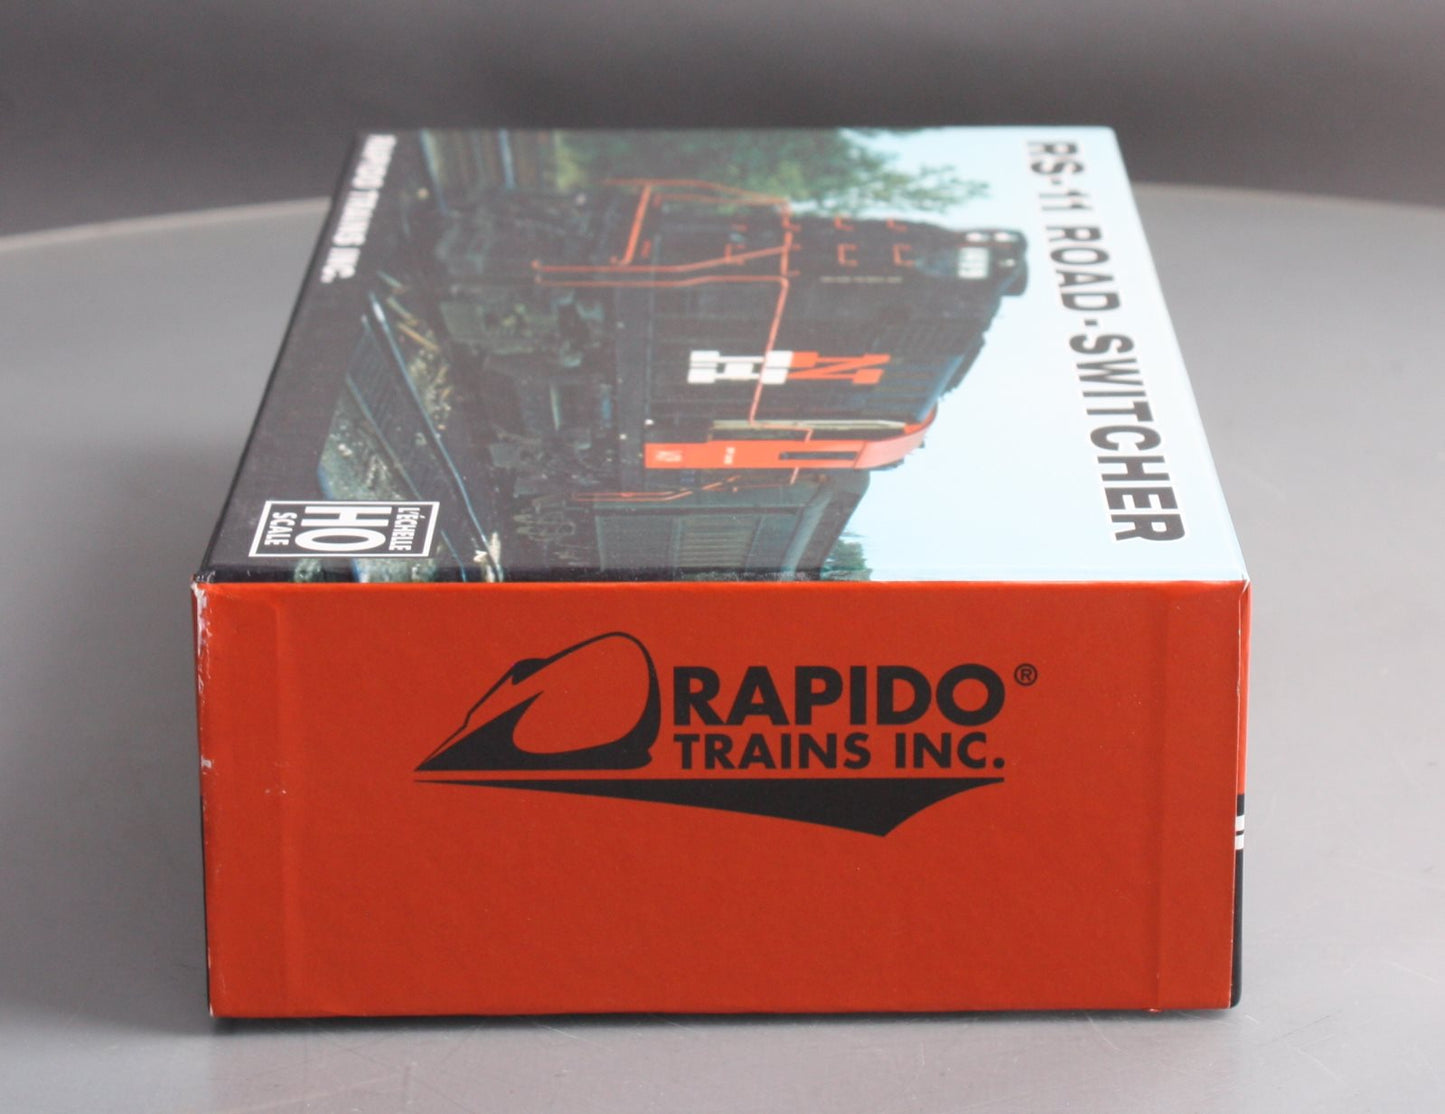 RS-11 ROAD-SWITCHER
RAPIDO TRAINS INC.
N
H
L'ÉCHELLE
HO
SCALE
RAPIDO®
TRAINS INC.